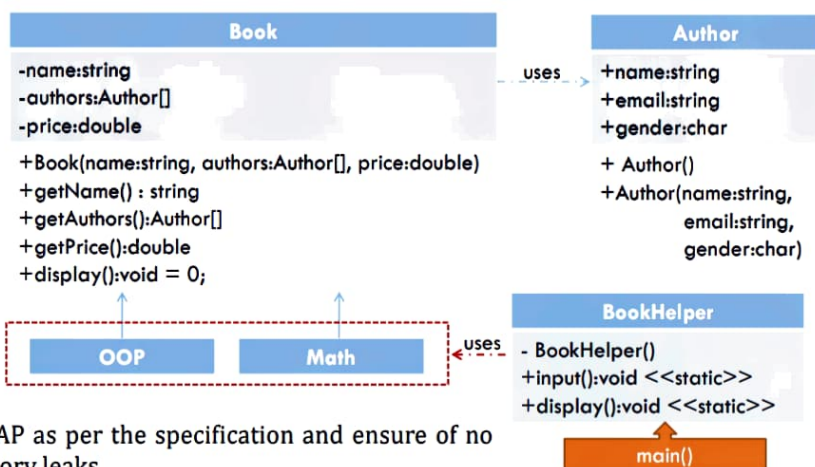 Book
-name:string
-authors:Author[]
-price:double
+Book(name:string, authors:Author[], price:double)
+getName() : string
+getAuthors():Author[]
+getPrice():double
+display():void = 0;
uses
Author
+name:string
+email:string
+gender:char
+ Author()
+Author(name:string,
email:string,
gender:char)
OOP
Math
uses
BookHelper
- BookHelper()
+input():void <<static>>
+display():void <<static>>
main()
AP as per the specification and ensure of no